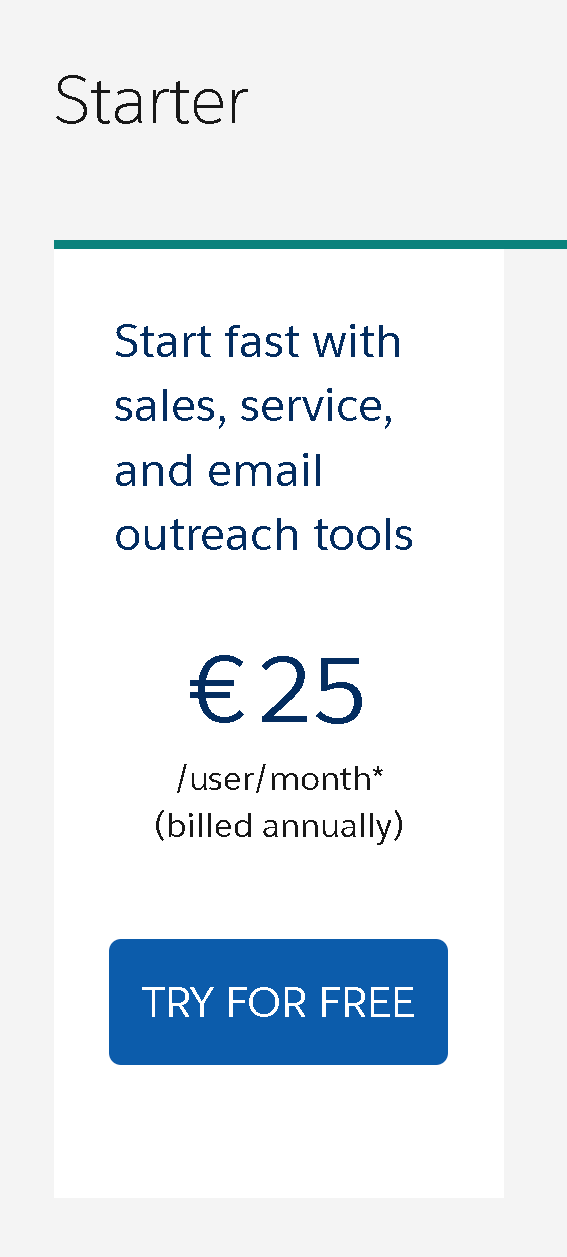 Starter
Start fast with
sales, service,
and email
outreach tools
€25
/user/month*
(billed annually)
TRY FOR FREE